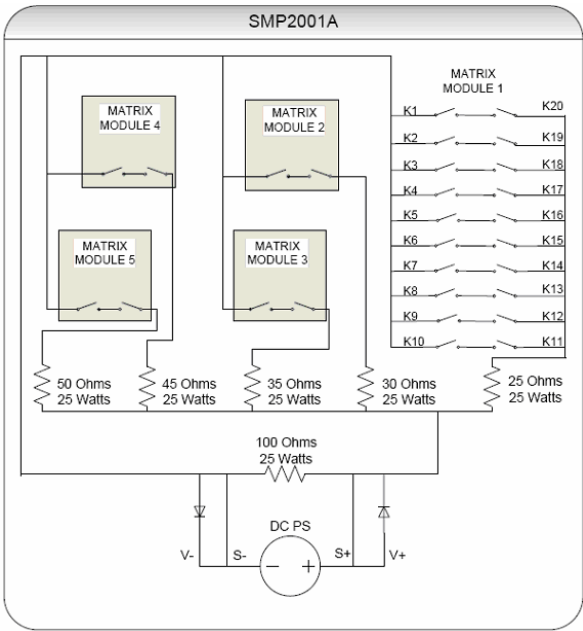 SMP2001A
MATRIX
MODULE 4
MATRIX
MODULE 2
MATRIX
MODULE 1
K1 K20
K2 K19
K3 K18
K4 K17
K5 K16
K6 K15
K7 K14
K8 K13
K9 K12
K10 K11
MATRIX
MODULE 5
MATRIX
MODULE 3
50 Ohms
25 Watts
45 Ohms
25 Watts
35 Ohms
25 Watts
30 Ohms
25 Watts
25 Ohms
25 Watts
100 Ohms
25 Watts
DC PS
V- S- S+ V+
− +